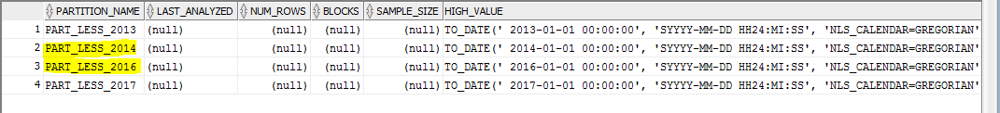 PARTITION_NAME LAST_ANALYZED NUM_ROWS BLOCKS SAMPLE_SIZE HIGH_VALUE
1 PART_LESS_2013 (null) (null) (null) (null) TO_DATE(' 2013-01-01 00:00:00', 'SYYYY-MM-DD HH24:MI:SS', 'NLS_CALENDAR=GREGORIAN'
2 PART_LESS_2014 (null) (null) (null) (null) TO_DATE(' 2014-01-01 00:00:00', 'SYYYY-MM-DD HH24:MI:SS', 'NLS_CALENDAR=GREGORIAN'
3 PART_LESS_2016 (null) (null) (null) (null) TO_DATE(' 2016-01-01 00:00:00', 'SYYYY-MM-DD HH24:MI:SS', 'NLS_CALENDAR=GREGORIAN'
4 PART_LESS_2017 (null) (null) (null) (null) TO_DATE(' 2017-01-01 00:00:00', 'SYYYY-MM-DD HH24:MI:SS', 'NLS_CALENDAR=GREGORIAN'